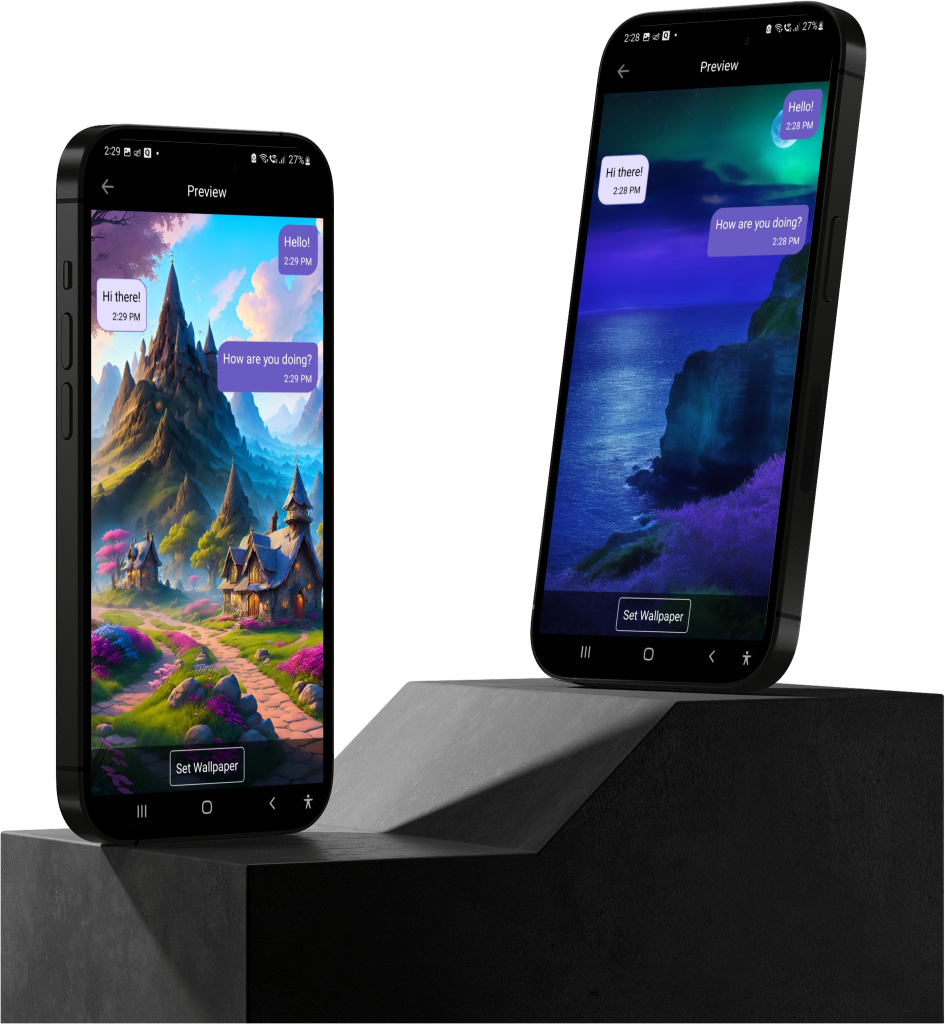 2:29
27%
Preview
Hello!
2:29 PM
Hi there!
2:29 PM
How are you doing?
2:29 PM
Set Wallpaper
2:28
27%
Preview
Hello!
2:28 PM
Hi there!
2:28 PM
How are you doing?
2:28 PM
Set Wallpaper